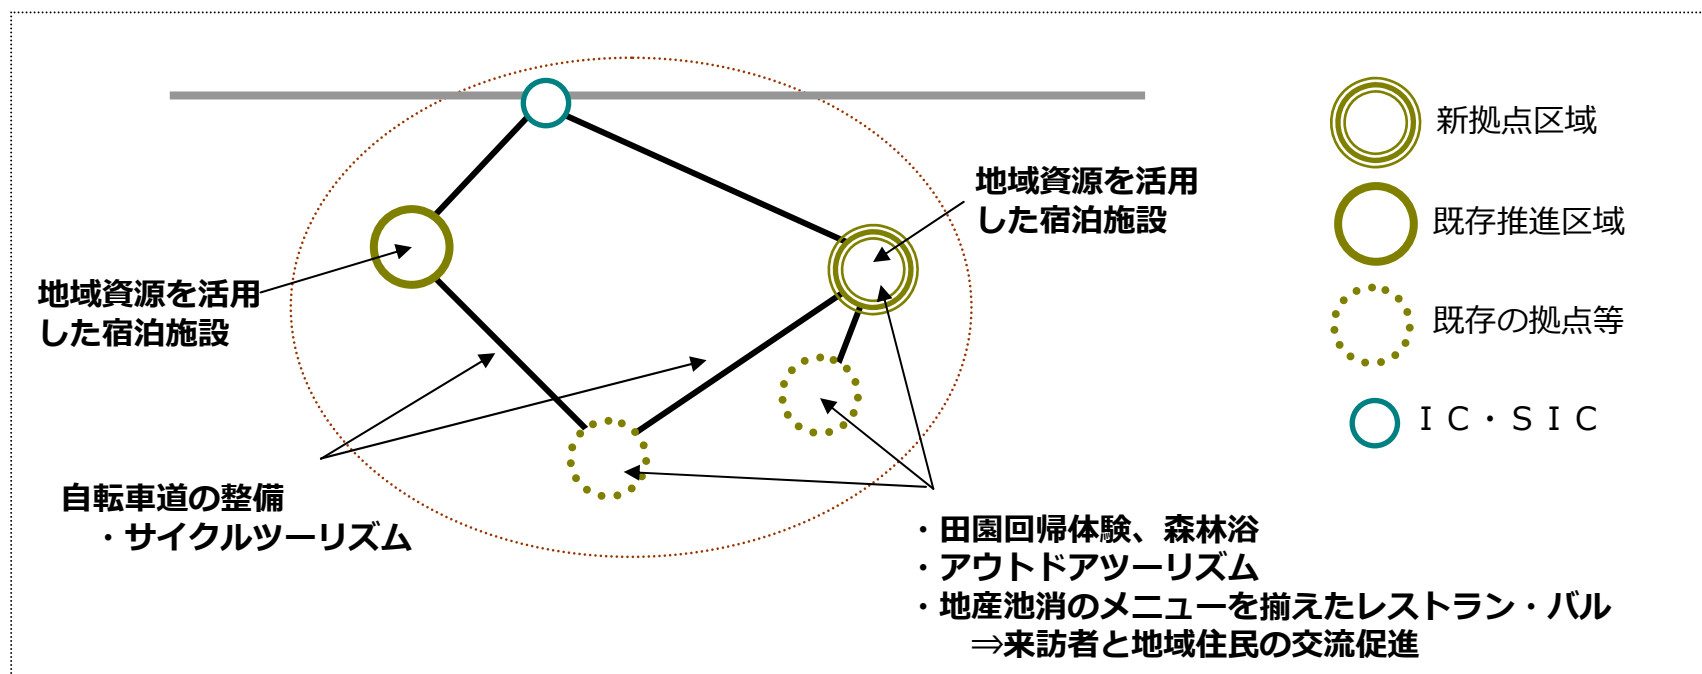 新拠点区域
既存推進区域
既存の拠点等
ＩＣ・ＳＩＣ
地域資源を活用
した宿泊施設
地域資源を活用
した宿泊施設
自転車道の整備
・サイクルツーリズム
・田園回帰体験、森林浴
・アウトドアツーリズム
・地産池消のメニューを揃えたレストラン・バル
⇒来訪者と地域住民の交流促進